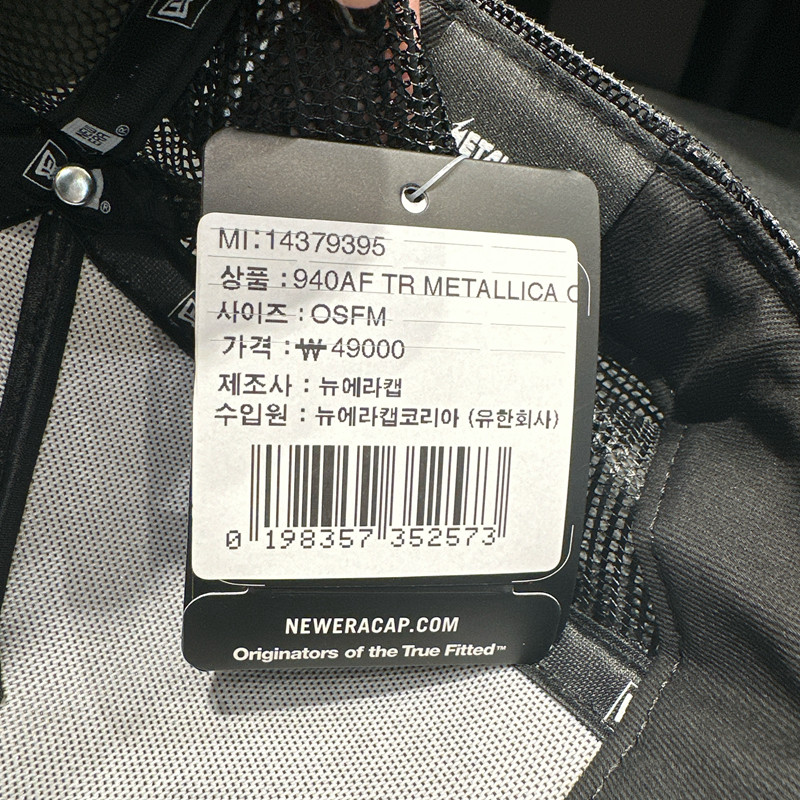 MI:14379395
상품 :940AF TR METALLICA
사이즈 :OSFM
가격 :₩49000
제조사 : 뉴에라캡
수입원 : 뉴에라캡코리아 (유한회사)
0 198357 352573
NEWERACAP.COM
Originators of the True Fitted™